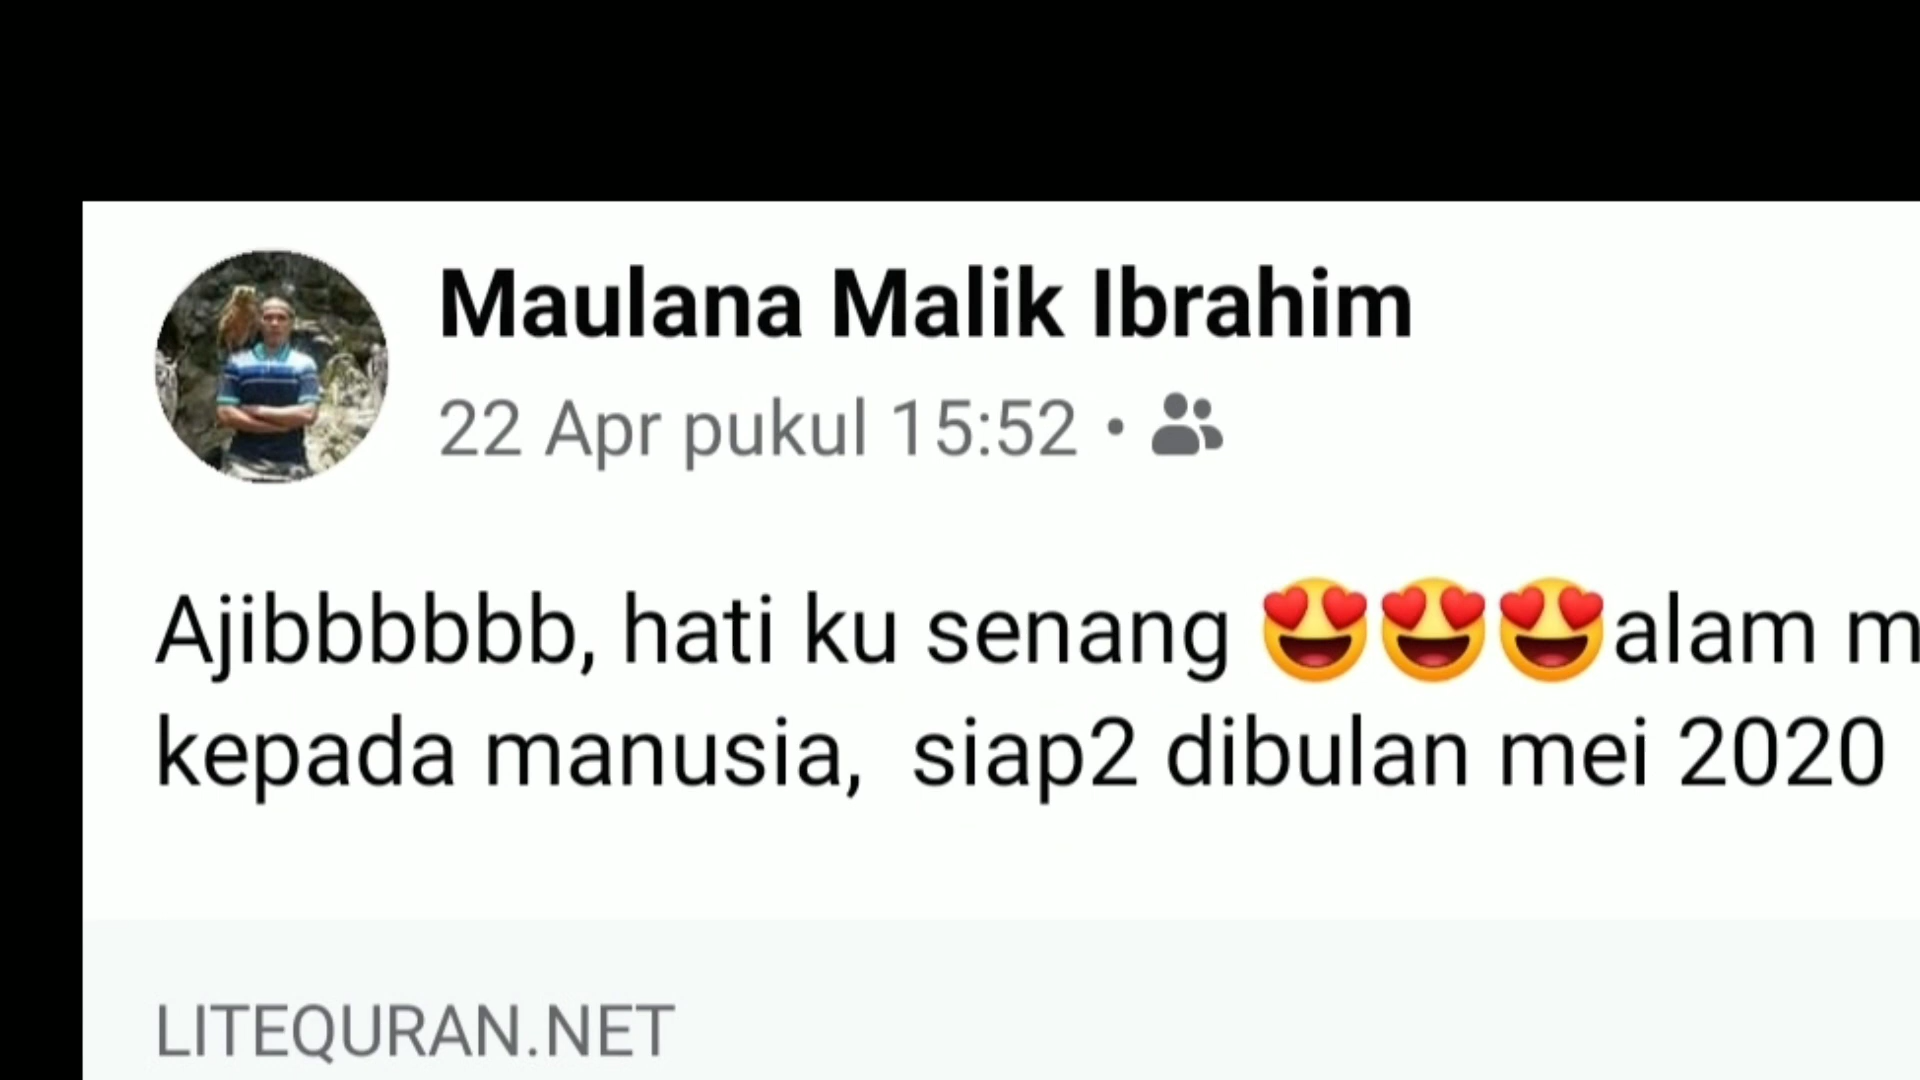 Maulana Malik Ibrahim
22 Apr pukul 15:52 •
Ajibbbbbb, hati ku senang 😍😍😍alam m
kepada manusia,  siap2 dibulan mei 2020
LITEQURAN.NET